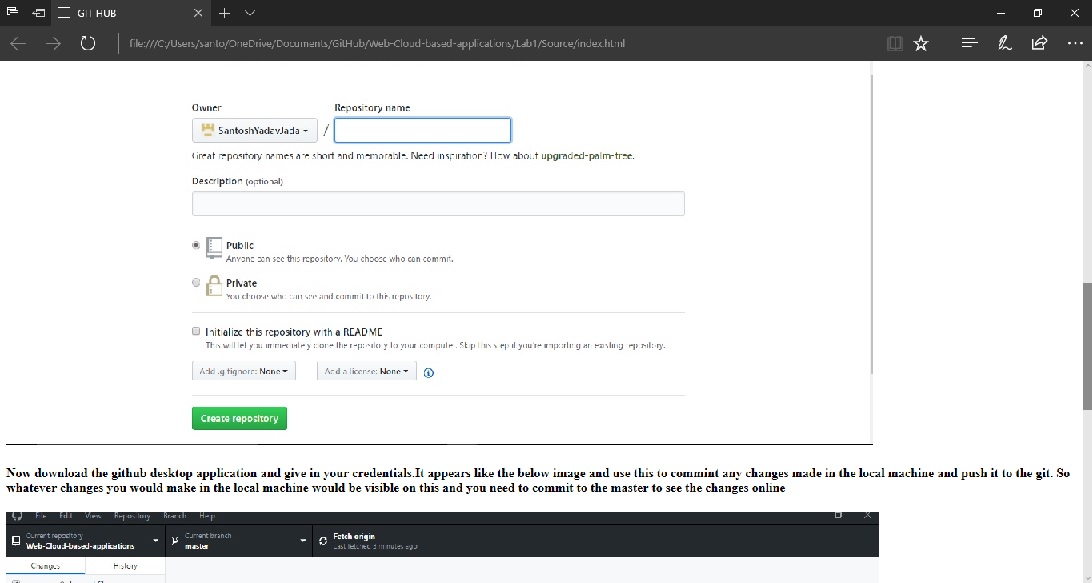 GIT HUB
file:///C:/Users/santo/OneDrive/Documents/GitHub/Web-Cloud-based-applications/Lab1/Source/index.html
Owner Repository name
SantoshYadavJada /
Great repository names are short and memorable. Need inspiration? How about upgraded-palm-tree.
Description (optional)
Public
Anyone can see this repository. You choose who can commit.
Private
You choose who can see and commit to this repository.
Initialize this repository with a README
This will let you immediately clone the repository to your computer. Skip this step if you're importing an existing repository.
Add .gitignore: None Add a license: None
Create repository
Now download the github desktop application and give in your credentials.It appears like the below image and use this to commint any changes made in the local machine and push it to the git. So
whatever changes you would make in the local machine would be visible on this and you need to commit to the master to see the changes online
File Edit View Repository Branch Help
Current repository Current branch Fetch origin
Web-Cloud-based-applications master Last fetched 3 minutes ago
Changes History